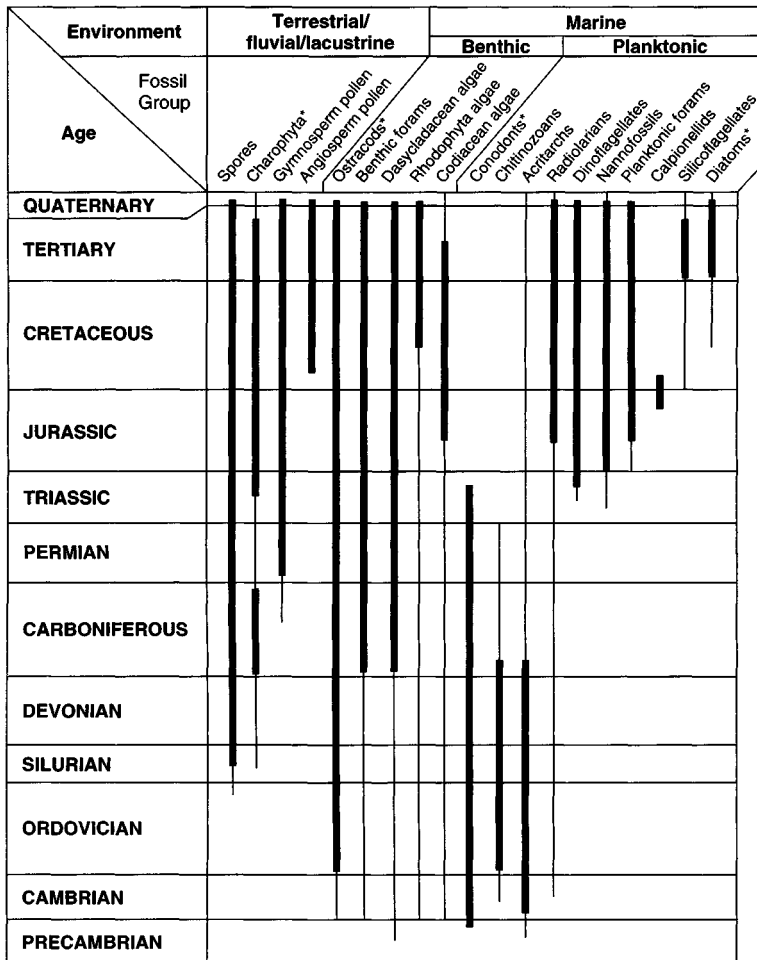 Environment
Terrestrial/
fluvial/lacustrine
Marine
Benthic
Planktonic
Fossil
Group
Age
Spores
Charophyta*
Gymnosperm pollen
Angiosperm pollen
Ostracods*
Benthic forams
Dasycladacean algae
Rhodophyta algae
Codiacean algae
Conodonts*
Chitinozoans
Acritarchs
Radiolarians
Dinoflagellates
Nannofossils
Planktonic forams
Calpionellids
Silicoflagellates
Diatoms*
QUATERNARY
TERTIARY
CRETACEOUS
JURASSIC
TRIASSIC
PERMIAN
CARBONIFEROUS
DEVONIAN
SILURIAN
ORDOVICIAN
CAMBRIAN
PRECAMBRIAN